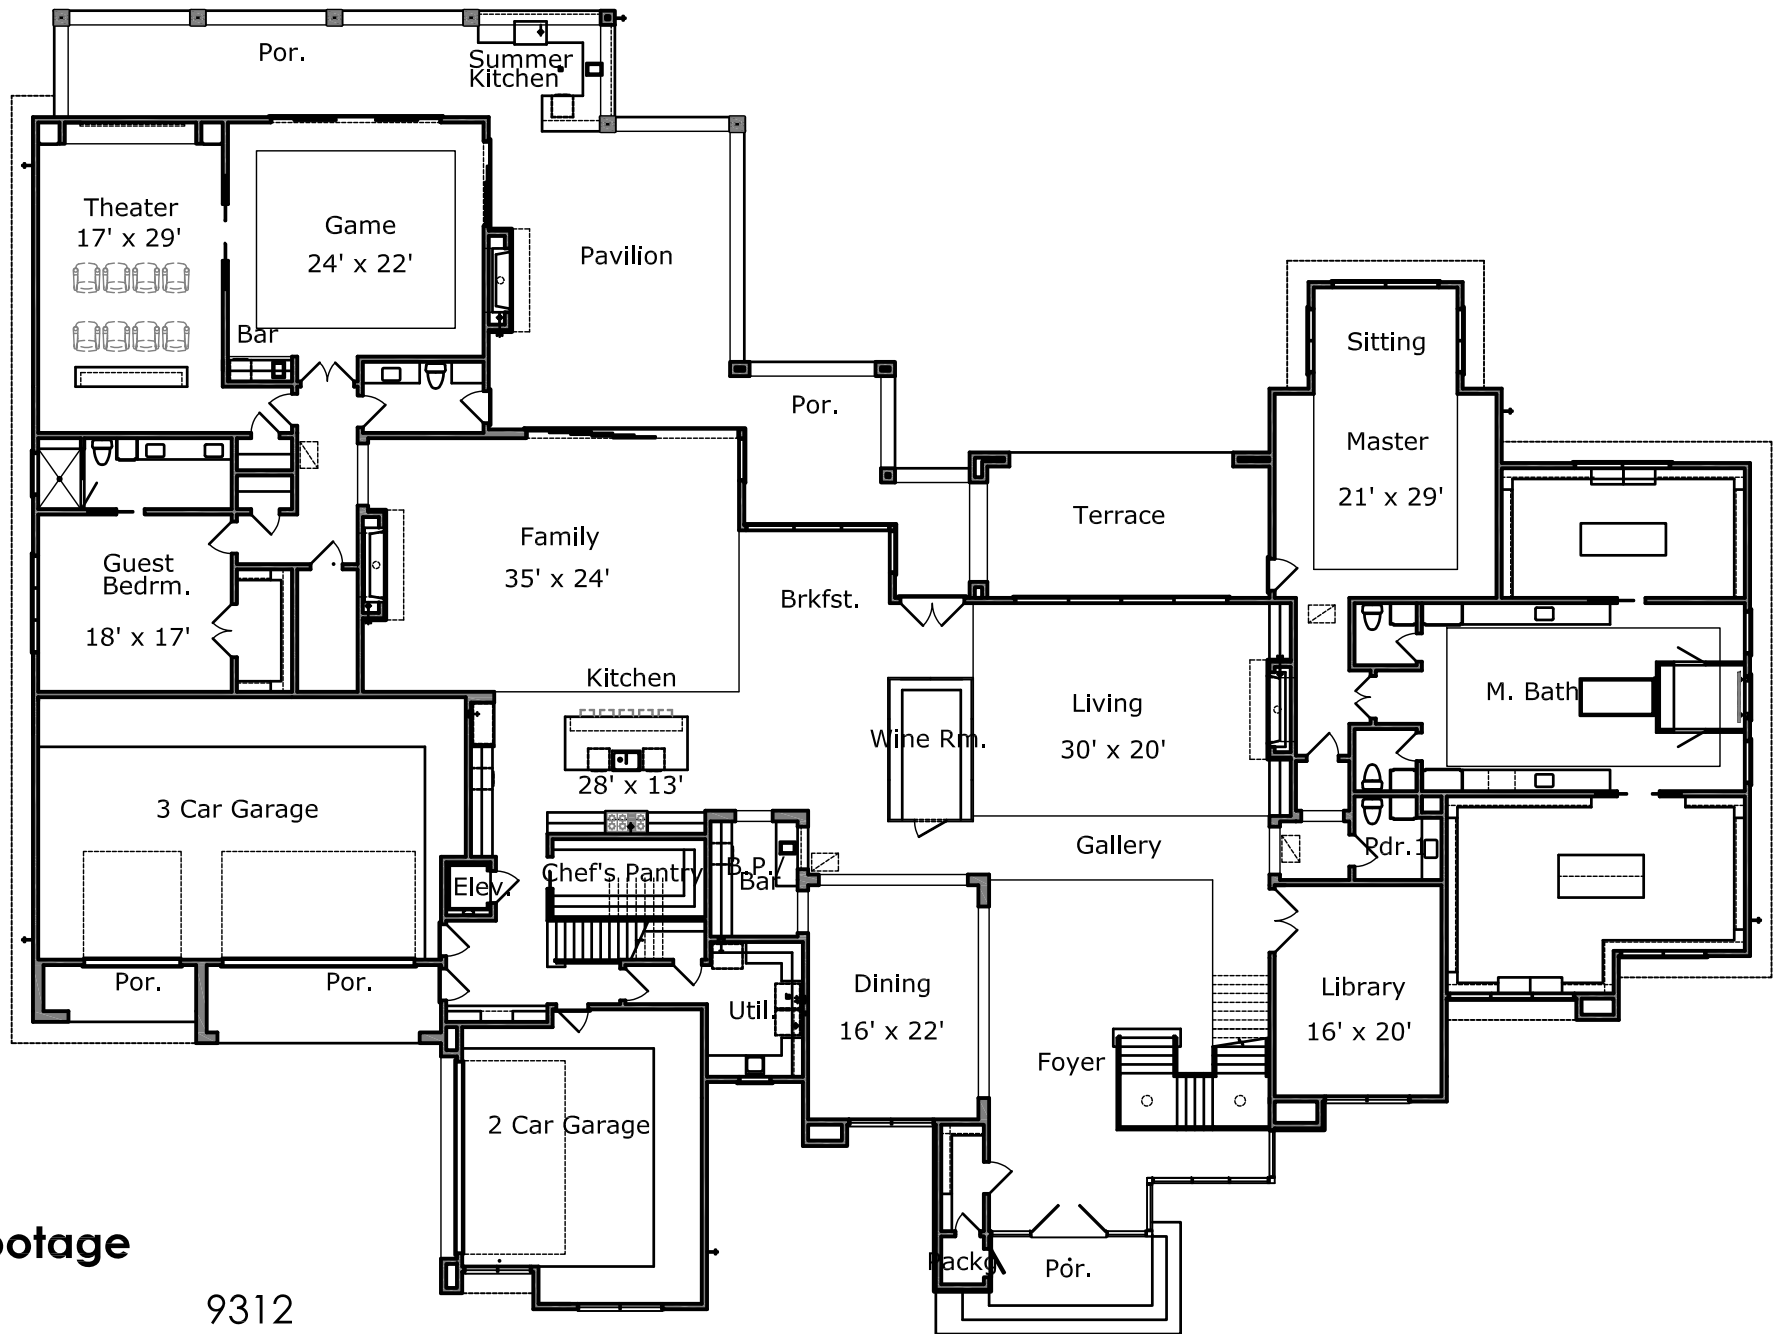 Por.
Summer
Kitchen
Theater
17' x 29'
Game
24' x 22'
Bar
Pavilion
Sitting
Por.
Master
21' x 29'
Terrace
Family
35' x 24'
Guest
Bedrm.
18' x 17'
Brkfst.
Kitchen
28' x 13'
Wine Rm.
Living
30' x 20'
M. Bath
3 Car Garage
Elev.
Chef's Pantry
B.P.
Bar
Gallery
Pdr.1
Por.
Por.
Util.
Dining
16' x 22'
Library
16' x 20'
Foyer
2 Car Garage
Packg
Por.
ootage
9312